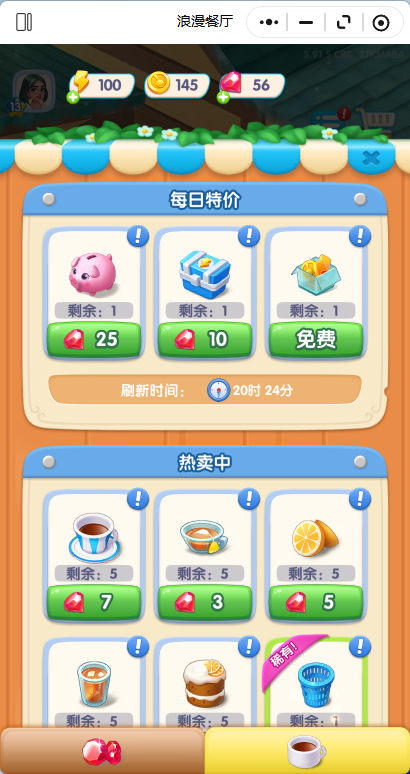 浪漫餐厅
100
145
56
13
每日特价
剩余：1
剩余：1
剩余：1
25
10
免费
刷新时间：
20时 24分
热卖中
剩余：5
剩余：5
剩余：5
7
3
5
稀有！
剩余：5
剩余：5
剩余：1